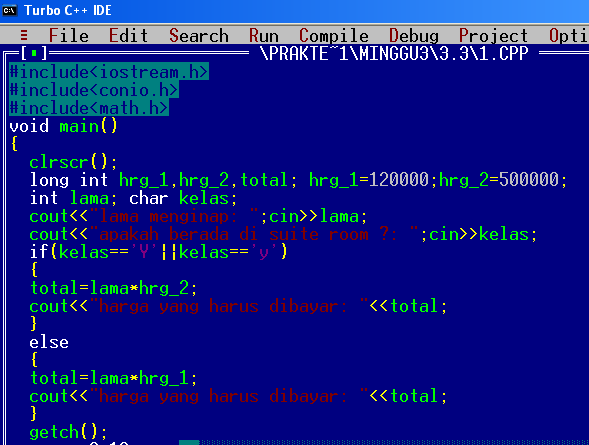 Turbo C++ IDE
≡ File Edit Search Run Compile Debug Project Opti
[■] \PRAKTE~1\MINGGU3\3.3\1.CPP
#include<iostream.h>
#include<conio.h>
#include<math.h>
void main()
{
clrscr();
long int hrg_1,hrg_2,total; hrg_1=120000;hrg_2=500000;
int lama; char kelas;
cout<<"lama menginap: ";cin>>lama;
cout<<"apakah berada di suite room ?: ";cin>>kelas;
if(kelas=='Y'||kelas=='y')
{
total=lama*hrg_2;
cout<<"harga yang harus dibayar: "<<total;
}
else
{
total=lama*hrg_1;
cout<<"harga yang harus dibayar: "<<total;
}
getch();